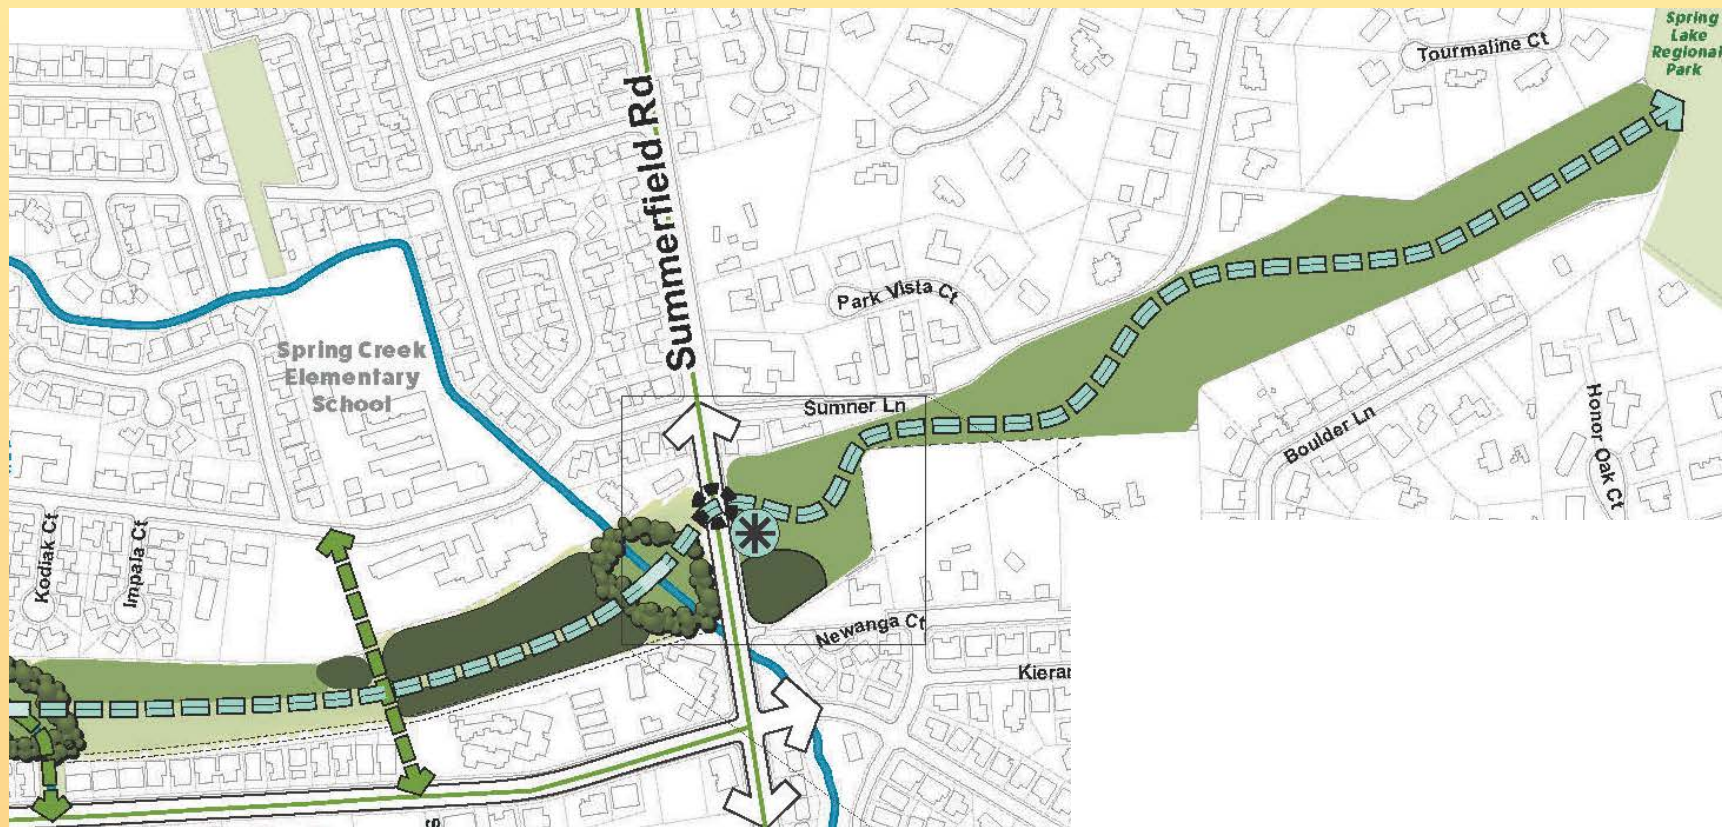 Spring
Lake
Regional
Park
Tourmaline Ct
Summerfield Rd
Park Vista Ct
Spring Creek
Elementary
School
Sumner Ln
Boulder Ln
Honor Oak Ct
Kodiak Ct
Impala Ct
Newanga Ct
Kieran